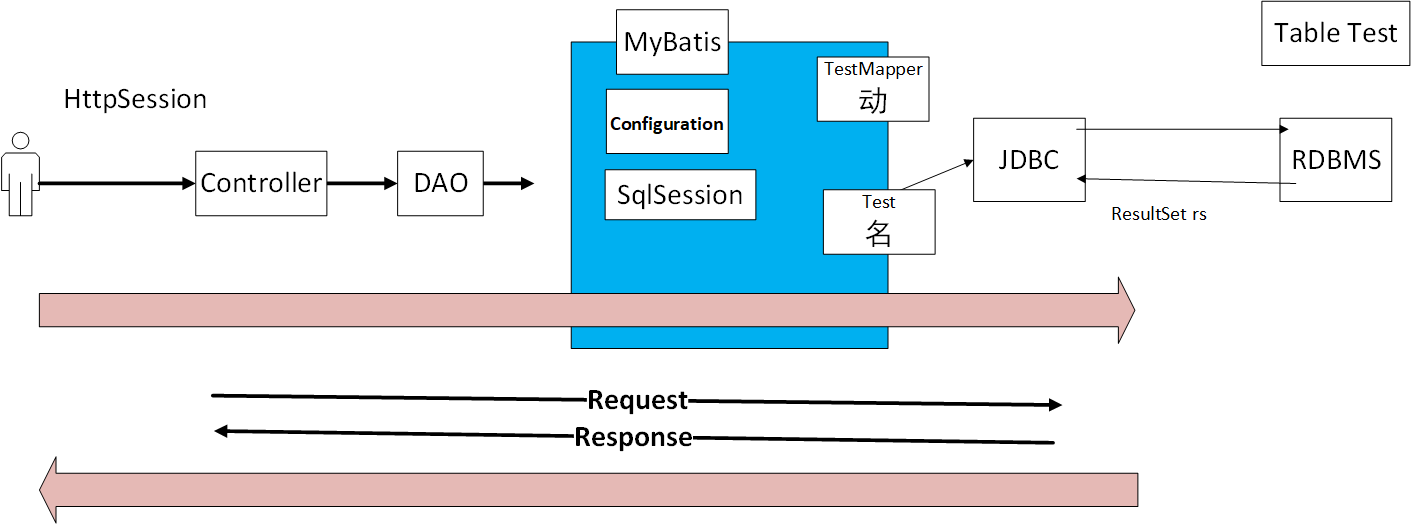 MyBatis
Table Test
TestMapper
动
HttpSession
Configuration
Controller
DAO
SqlSession
Test
名
JDBC
RDBMS
ResultSet rs
Request
Response